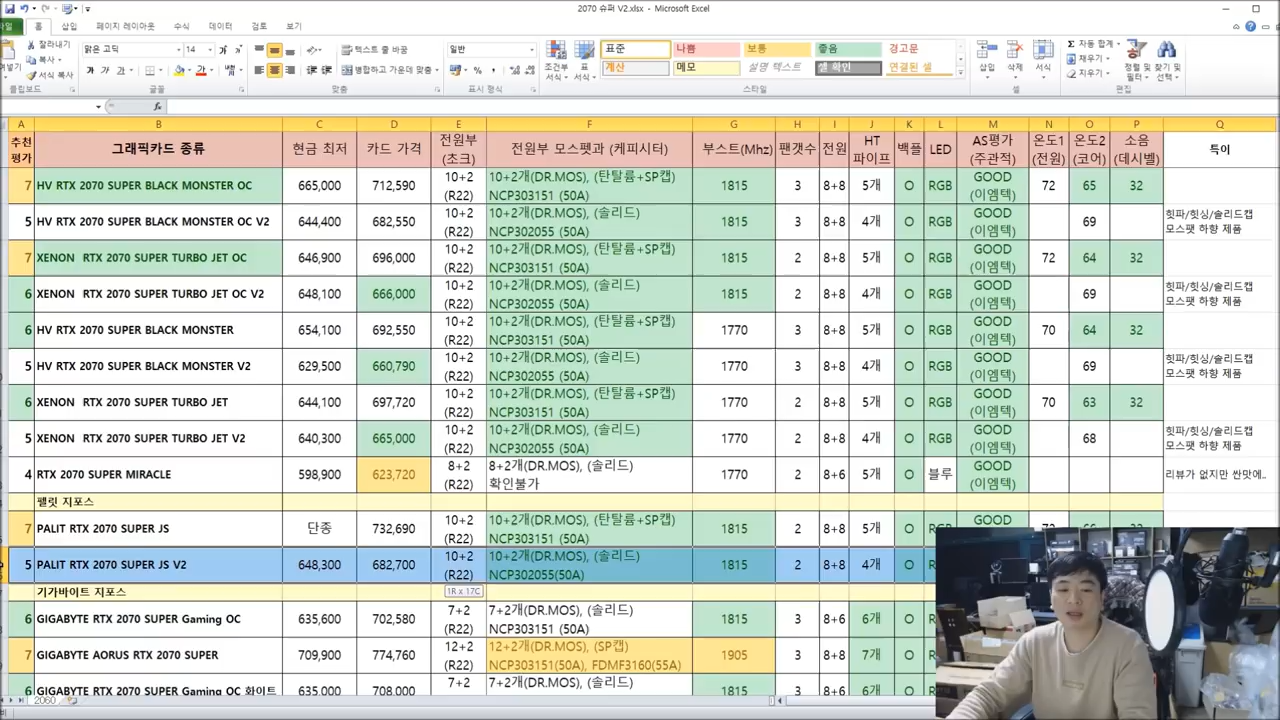 2070 슈퍼 V2.xlsx - Microsoft Excel
파일 홈 삽입 페이지 레이아웃 수식 데이터 검토 보기
잘라내기
복사
서식 복사
클립보드
맑은 고딕 14
가 가
가 가 가
글꼴
텍스트 줄 바꿈
병합하고 가운데 맞춤
맞춤
일반
표시 형식
조건부 서식
표 서식
표준 나쁨 보통 좋음 경고문
계산 메모 설명 텍스트 셀 확인 연결된 셀
스타일
삽입 삭제 서식
셀
자동 합계
채우기
지우기
정렬 및 필터
찾기 및 선택
편집
fx
A B C D E F G H I J K L M N O P Q
추천 평가 그래픽카드 종류 현금 최저 카드 가격 전원부 (쵸크) 전원부 모스펫과 (케피시터) 부스트(Mhz) 팬갯수 전원 HT 파이프 백플 LED AS평가 (주관적) 온도1 (전원) 온도2 (코어) 소음 (데시벨) 특이
7 HV RTX 2070 SUPER BLACK MONSTER OC 665,000 712,590 10+2 (R22) 10+2개(DR.MOS), (탄탈륨+SP캡) NCP303151 (50A) 1815 3 8+8 5개 O RGB GOOD (이엠텍) 72 65 32
5 HV RTX 2070 SUPER BLACK MONSTER OC V2 644,400 682,550 10+2 (R22) 10+2개(DR.MOS), (솔리드) NCP302055 (50A) 1815 3 8+8 4개 O RGB GOOD (이엠텍) 69 힛파/힛싱/솔리드캡 모스팻 하향 제품
7 XENON RTX 2070 SUPER TURBO JET OC 646,900 696,000 10+2 (R22) 10+2개(DR.MOS), (탄탈륨+SP캡) NCP303151 (50A) 1815 2 8+8 5개 O RGB GOOD (이엠텍) 72 64 32
6 XENON RTX 2070 SUPER TURBO JET OC V2 648,100 666,000 10+2 (R22) 10+2개(DR.MOS), (솔리드) NCP302055 (50A) 1815 2 8+8 4개 O RGB GOOD (이엠텍) 69 힛파/힛싱/솔리드캡 모스팻 하향 제품
6 HV RTX 2070 SUPER BLACK MONSTER 654,100 692,550 10+2 (R22) 10+2개(DR.MOS), (탄탈륨+SP캡) NCP303151 (50A) 1770 3 8+8 5개 O RGB GOOD (이엠텍) 70 64 32
5 HV RTX 2070 SUPER BLACK MONSTER V2 629,500 660,790 10+2 (R22) 10+2개(DR.MOS), (솔리드) NCP302055 (50A) 1770 3 8+8 4개 O RGB GOOD (이엠텍) 69 힛파/힛싱/솔리드캡 모스팻 하향 제품
6 XENON RTX 2070 SUPER TURBO JET 644,100 697,720 10+2 (R22) 10+2개(DR.MOS), (탄탈륨+SP캡) NCP303151 (50A) 1770 2 8+8 5개 O RGB GOOD (이엠텍) 70 63 32
5 XENON RTX 2070 SUPER TURBO JET V2 640,300 665,000 10+2 (R22) 10+2개(DR.MOS), (솔리드) NCP302055 (50A) 1770 2 8+8 4개 O RGB GOOD (이엠텍) 68 힛파/힛싱/솔리드캡 모스팻 하향 제품
4 RTX 2070 SUPER MIRACLE 598,900 623,720 8+2 (R22) 8+2개(DR.MOS), (솔리드) 확인불가 1770 2 8+6 5개 O 블루 GOOD (이엠텍) 리뷰가 없지만 싼맛에..
펠릿 지포스
7 PALIT RTX 2070 SUPER JS 단종 732,690 10+2 (R22) 10+2개(DR.MOS), (탄탈륨+SP캡) NCP303151 (50A) 1815 2 8+8 5개 O RGB GOOD
5 PALIT RTX 2070 SUPER JS V2 648,300 682,700 10+2 (R22) 10+2개(DR.MOS), (솔리드) NCP302055(50A) 1815 2 8+8 4개 O
1R x 17C
기가바이트 지포스
6 GIGABYTE RTX 2070 SUPER Gaming OC 635,600 702,580 7+2 (R22) 7+2개(DR.MOS), (솔리드) NCP303151 (50A) 1815 3 8+6 6개 O
7 GIGABYTE AORUS RTX 2070 SUPER 709,900 774,760 12+2 (R22) 12+2개(DR.MOS), (SP캡) NCP303151(50A), FDMF3160(55A) 1905 3 8+8 7개 O
6 GIGABYTE RTX 2070 SUPER Gaming OC 화이트 635,000 708,000 7+2 7+2개(DR.MOS), (솔리드) 1815 3 8+6 6개 O
2060